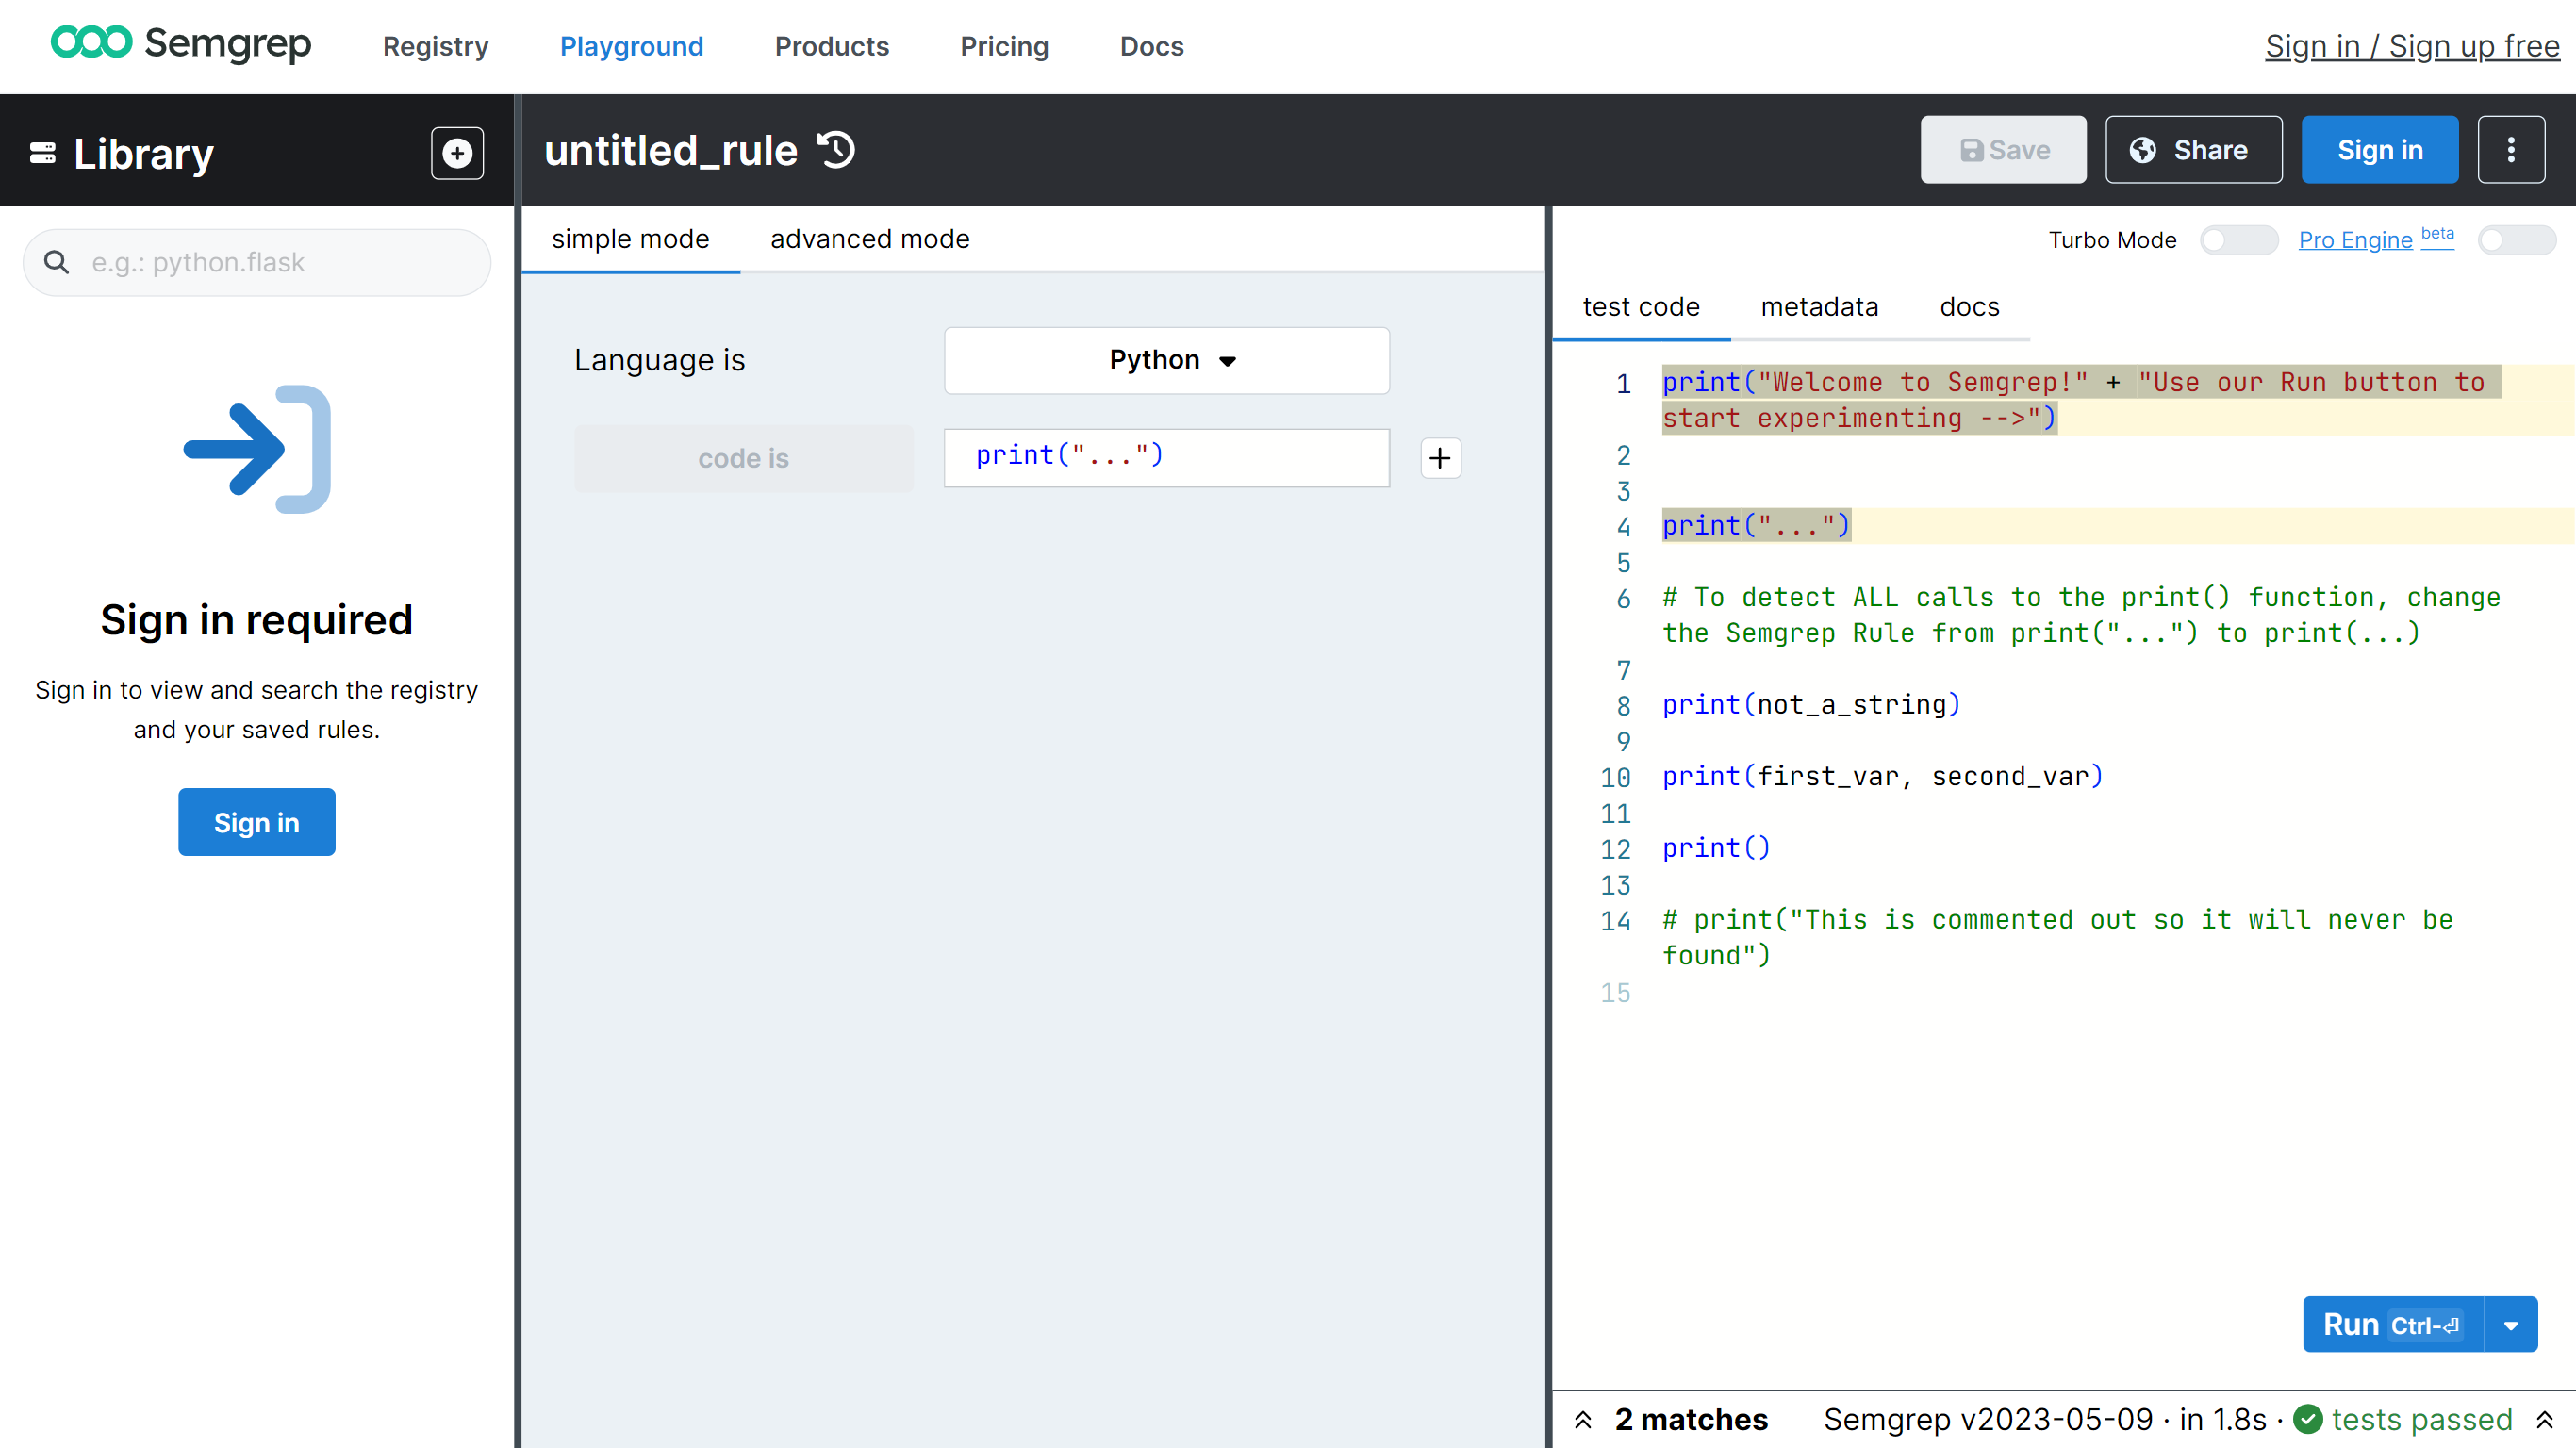 Semgrep
Registry
Playground
Products
Pricing
Docs
Sign in / Sign up free
Library
untitled_rule
Save
Share
Sign in
e.g.: python.flask
Sign in required
Sign in to view and search the registry
and your saved rules.
Sign in
simple mode
advanced mode
Language is
Python
code is
print("...")
Turbo Mode
Pro Engine beta
test code
metadata
docs
1 print("Welcome to Semgrep!" + "Use our Run button to
start experimenting -->")
2
3
4 print("...")
5
6 # To detect ALL calls to the print() function, change
the Semgrep Rule from print("...") to print(...)
7
8 print(not_a_string)
9
10 print(first_var, second_var)
11
12 print()
13
14 # print("This is commented out so it will never be
found")
15
Run Ctrl-⏎
2 matches
Semgrep v2023-05-09 · in 1.8s · tests passed